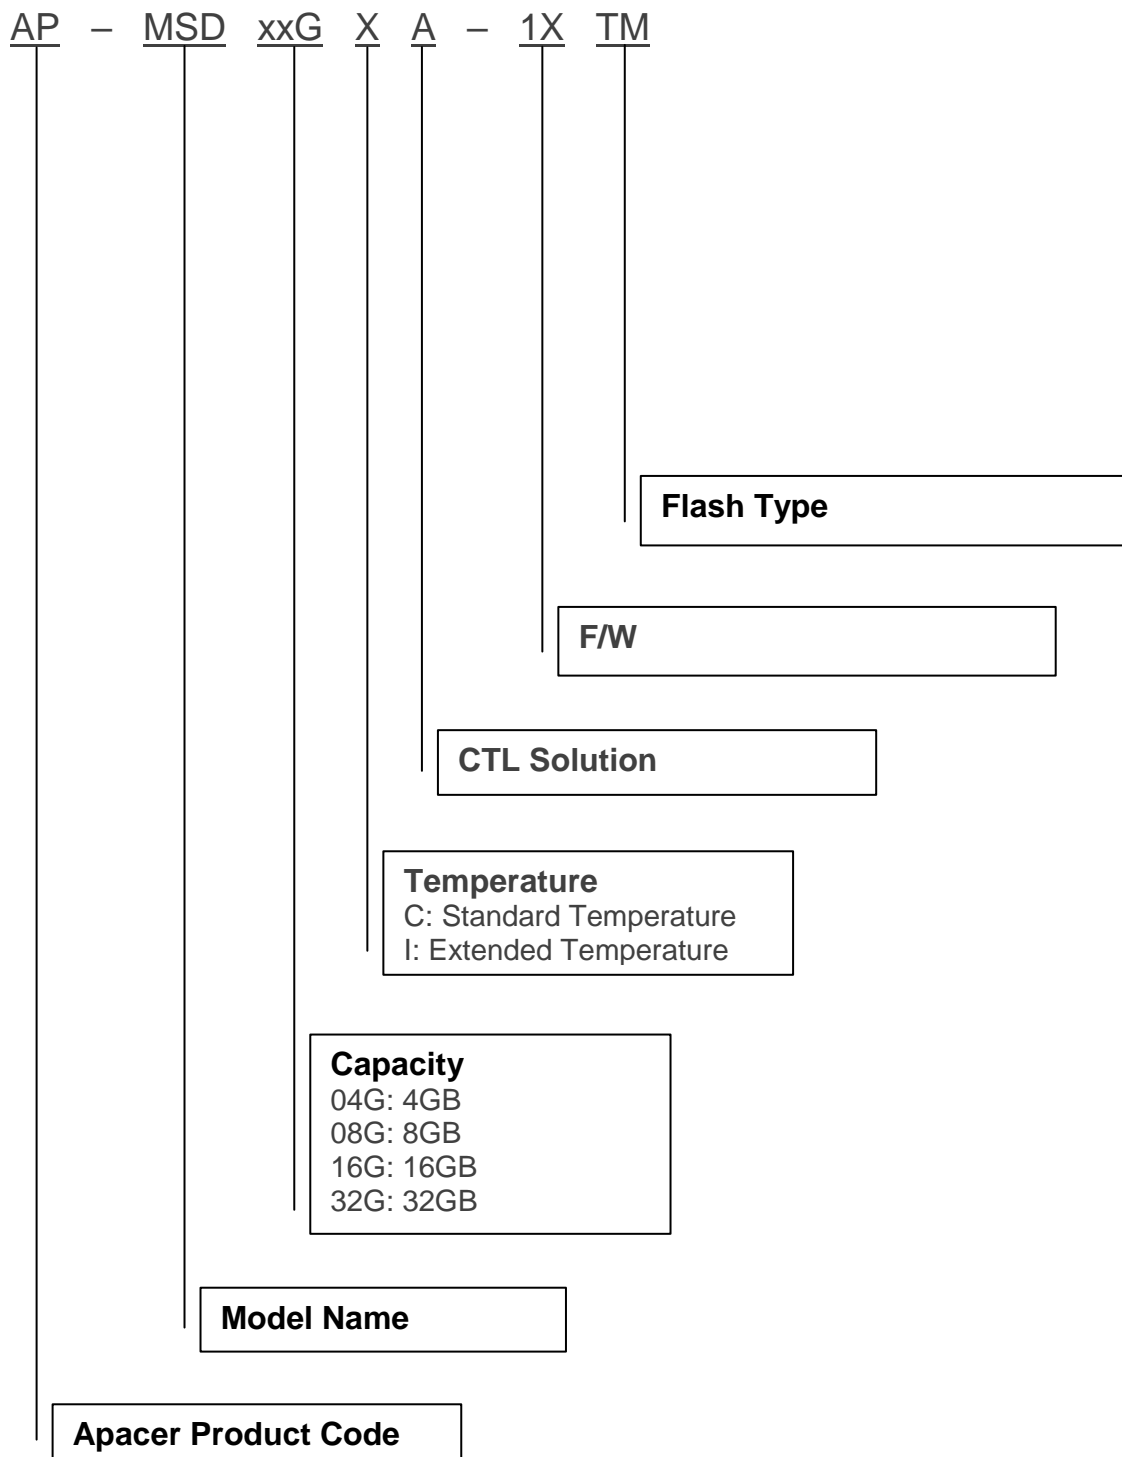 AP – MSD xxG X A – 1X TM
Flash Type
F/W
CTL Solution
Temperature
C: Standard Temperature
I: Extended Temperature
Capacity
04G: 4GB
08G: 8GB
16G: 16GB
32G: 32GB
Model Name
Apacer Product Code